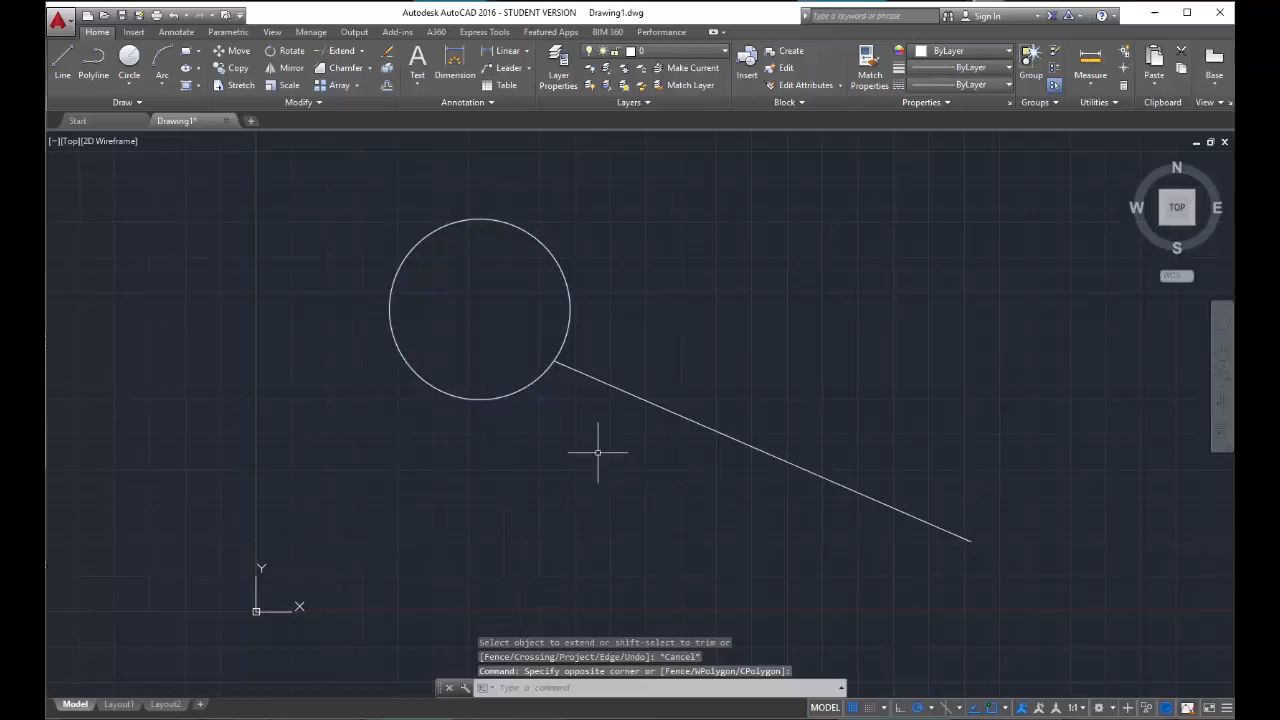 Autodesk AutoCAD 2016 - STUDENT VERSION Drawing1.dwg
Type a keyword or phrase
Sign In
Home Insert Annotate Parametric View Manage Output Add-ins A360 Express Tools Featured Apps BIM 360 Performance
Move Rotate Extend Linear 0 Create ByLayer
Copy Mirror Chamfer Leader Make Current Edit ByLayer
Stretch Array Table Match Layer Edit Attributes ByLayer
Line Polyline Circle Arc Text Dimension Layer Properties Insert Match Properties Group Measure Paste Base
Draw Modify Annotation Layers Block Properties Groups Utilities Clipboard View
Start Drawing1*
[−][Top][2D Wireframe]
N
W TOP E
S
WCS
Y
X
Select object to extend or shift-select to trim or
[Fence/Crossing/Project/Edge/Undo]: *Cancel*
Command: Specify opposite corner or [Fence/WPolygon/CPolygon]:
Type a command
Model Layout1 Layout2 +
MODEL 1:1